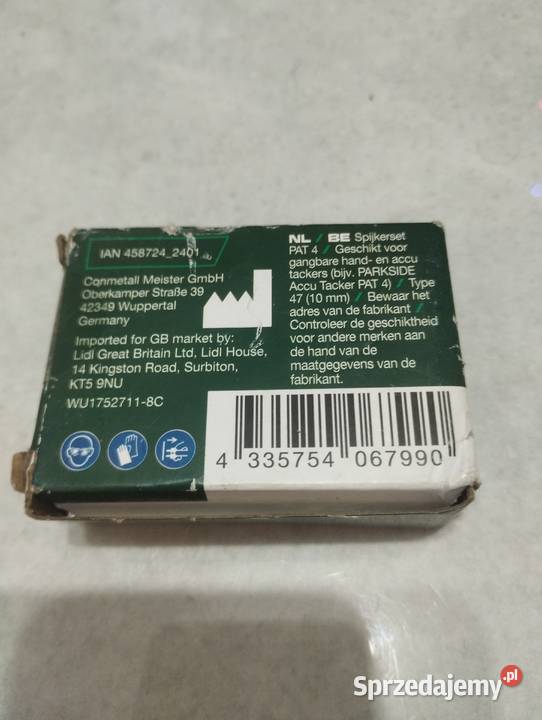 IAN 458724_2401
Conmetall Meister GmbH
Oberkamper Straße 39
42349 Wuppertal
Germany
Imported for GB market by:
Lidl Great Britain Ltd, Lidl House,
14 Kingston Road, Surbiton,
KT5 9NU
WU1752711-8C
NL / BE Spijkerset
PAT 4 / Geschikt voor
gangbare hand- en accu
tackers (bijv. PARKSIDE
Accu Tacker PAT 4) / Type
47 (10 mm) / Bewaar het
adres van de fabrikant /
Controleer de geschiktheid
voor andere merken aan
de hand van de
maatgegevens van de
fabrikant.
4 335754 067990
Sprzedajemy.pl